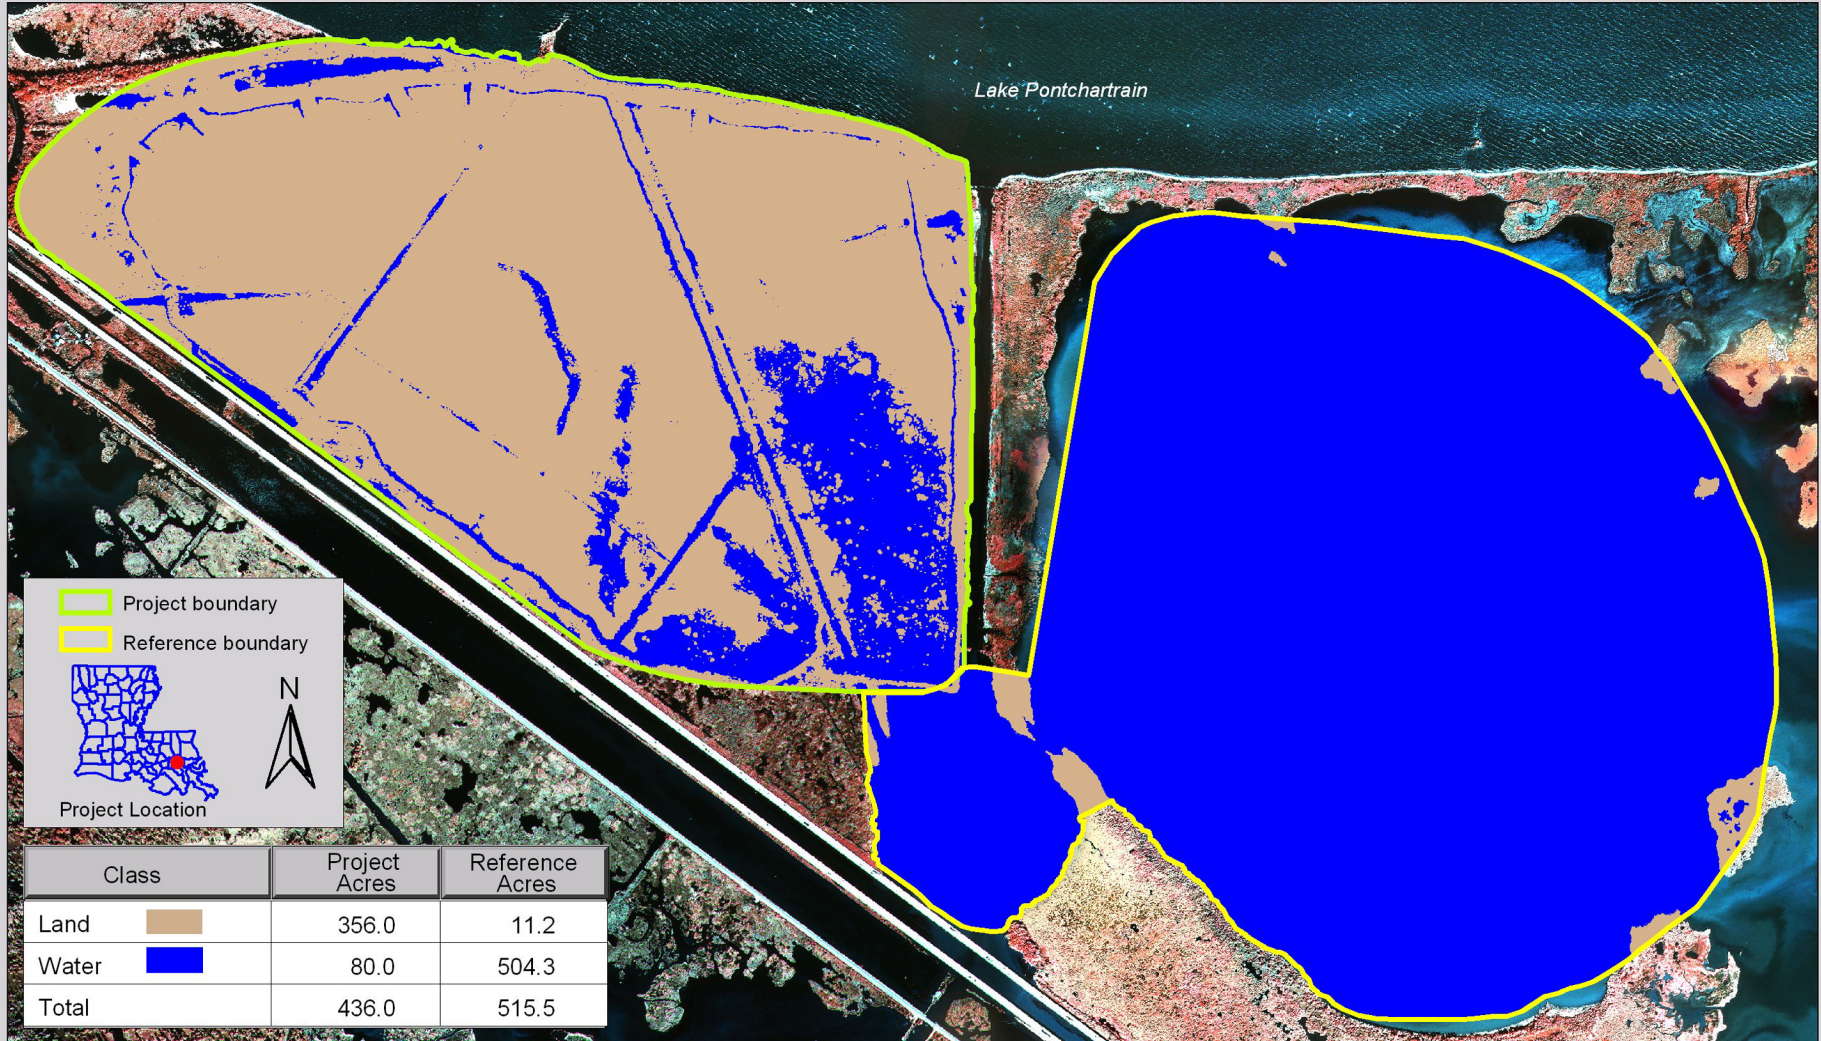 Lake Pontchartrain
Project boundary
Reference boundary
N
Project Location
Class Project Acres Reference Acres
Land 356.0 11.2
Water 80.0 504.3
Total 436.0 515.5